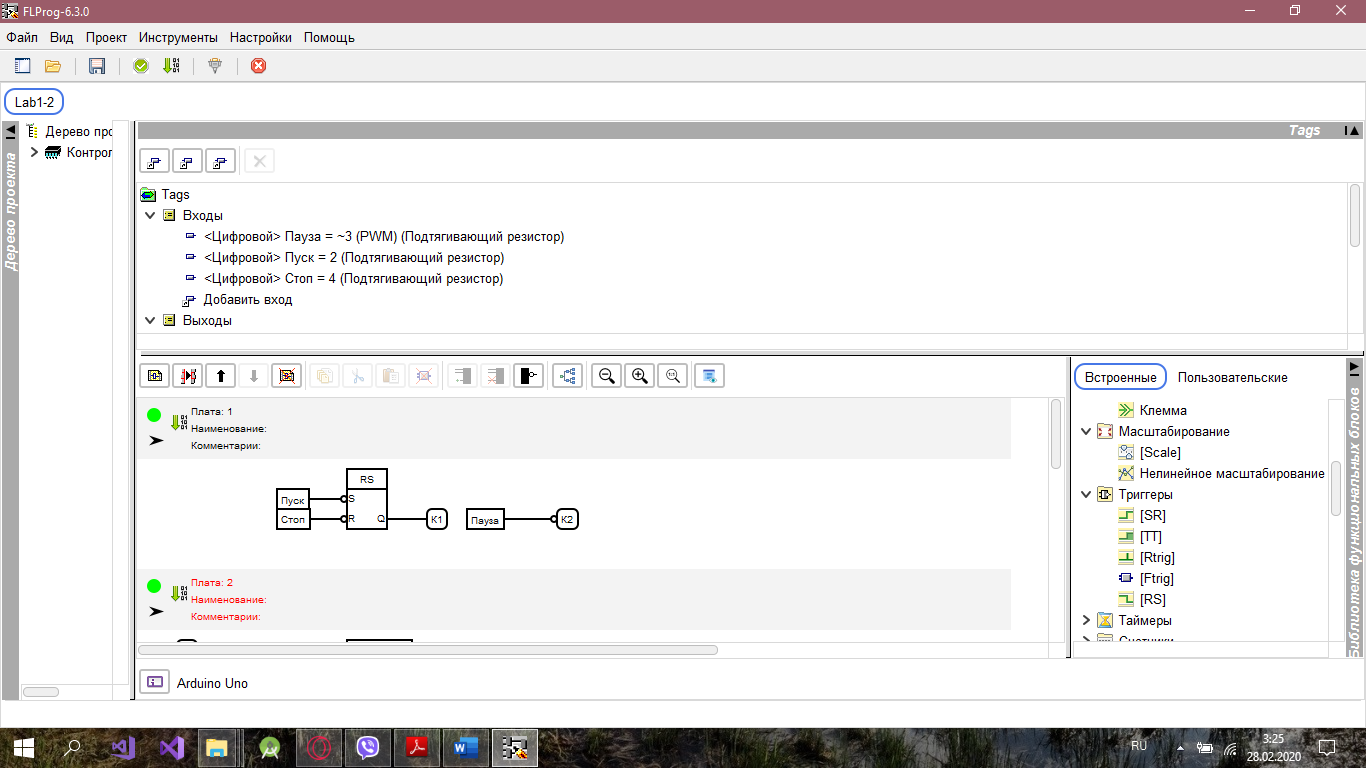 FLProg-6.3.0
Файл Вид Проект Инструменты Настройки Помощь
Lab1-2
Дерево проекта
Дерево про
Контрол
Tags
Tags
Входы
<Цифровой> Пауза = ~3 (PWM) (Подтягивающий резистор)
<Цифровой> Пуск = 2 (Подтягивающий резистор)
<Цифровой> Стоп = 4 (Подтягивающий резистор)
Добавить вход
Выходы
Плата: 1
Наименование:
Комментарии:
RS
Пуск S
Стоп R Q К1 Пауза К2
Плата: 2
Наименование:
Комментарии:
Встроенные Пользовательские
Клемма
Масштабирование
[Scale]
Нелинейное масштабирование
Триггеры
[SR]
[TT]
[Rtrig]
[Ftrig]
[RS]
Таймеры
Счетчики
Библиотека функциональных блоков
Arduino Uno
RU
3:25
28.02.2020